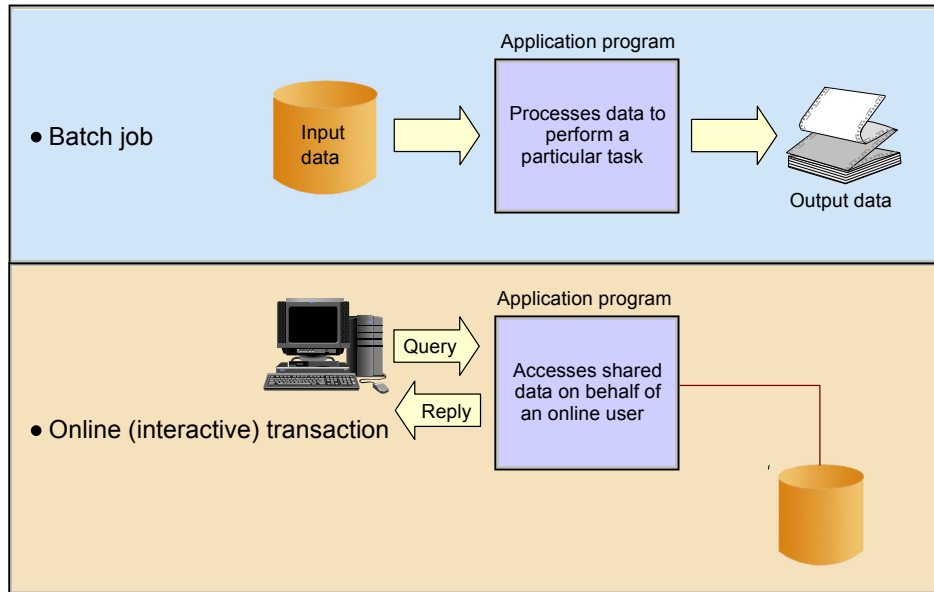 Application program
Input
data
Processes data to
perform a
particular task
● Batch job
Output data
Application program
Query
Reply
Accesses shared
data on behalf of
an online user
● Online (interactive) transaction